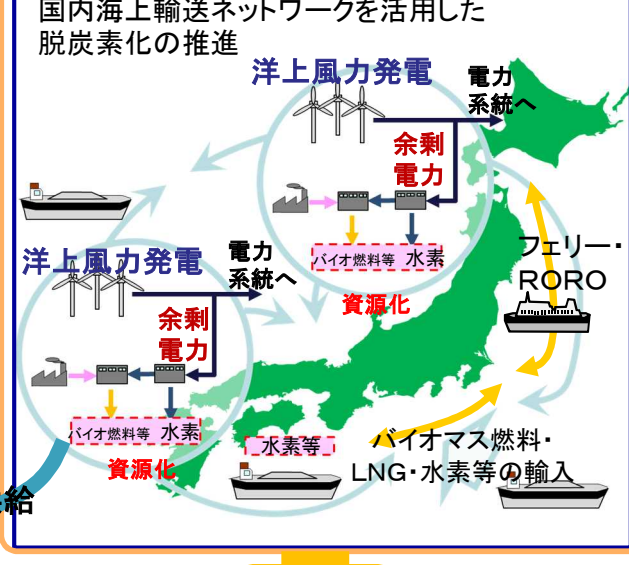 国内海上輸送ネットワークを活用した
脱炭素化の推進
洋上風力発電
電力
系統へ
余剰
電力
バイオ燃料等 水素
資源化
洋上風力発電
電力
系統へ
余剰
電力
バイオ燃料等 水素
資源化
フェリー・
RORO
水素等
バイオマス燃料・
LNG・水素等の輸入
給